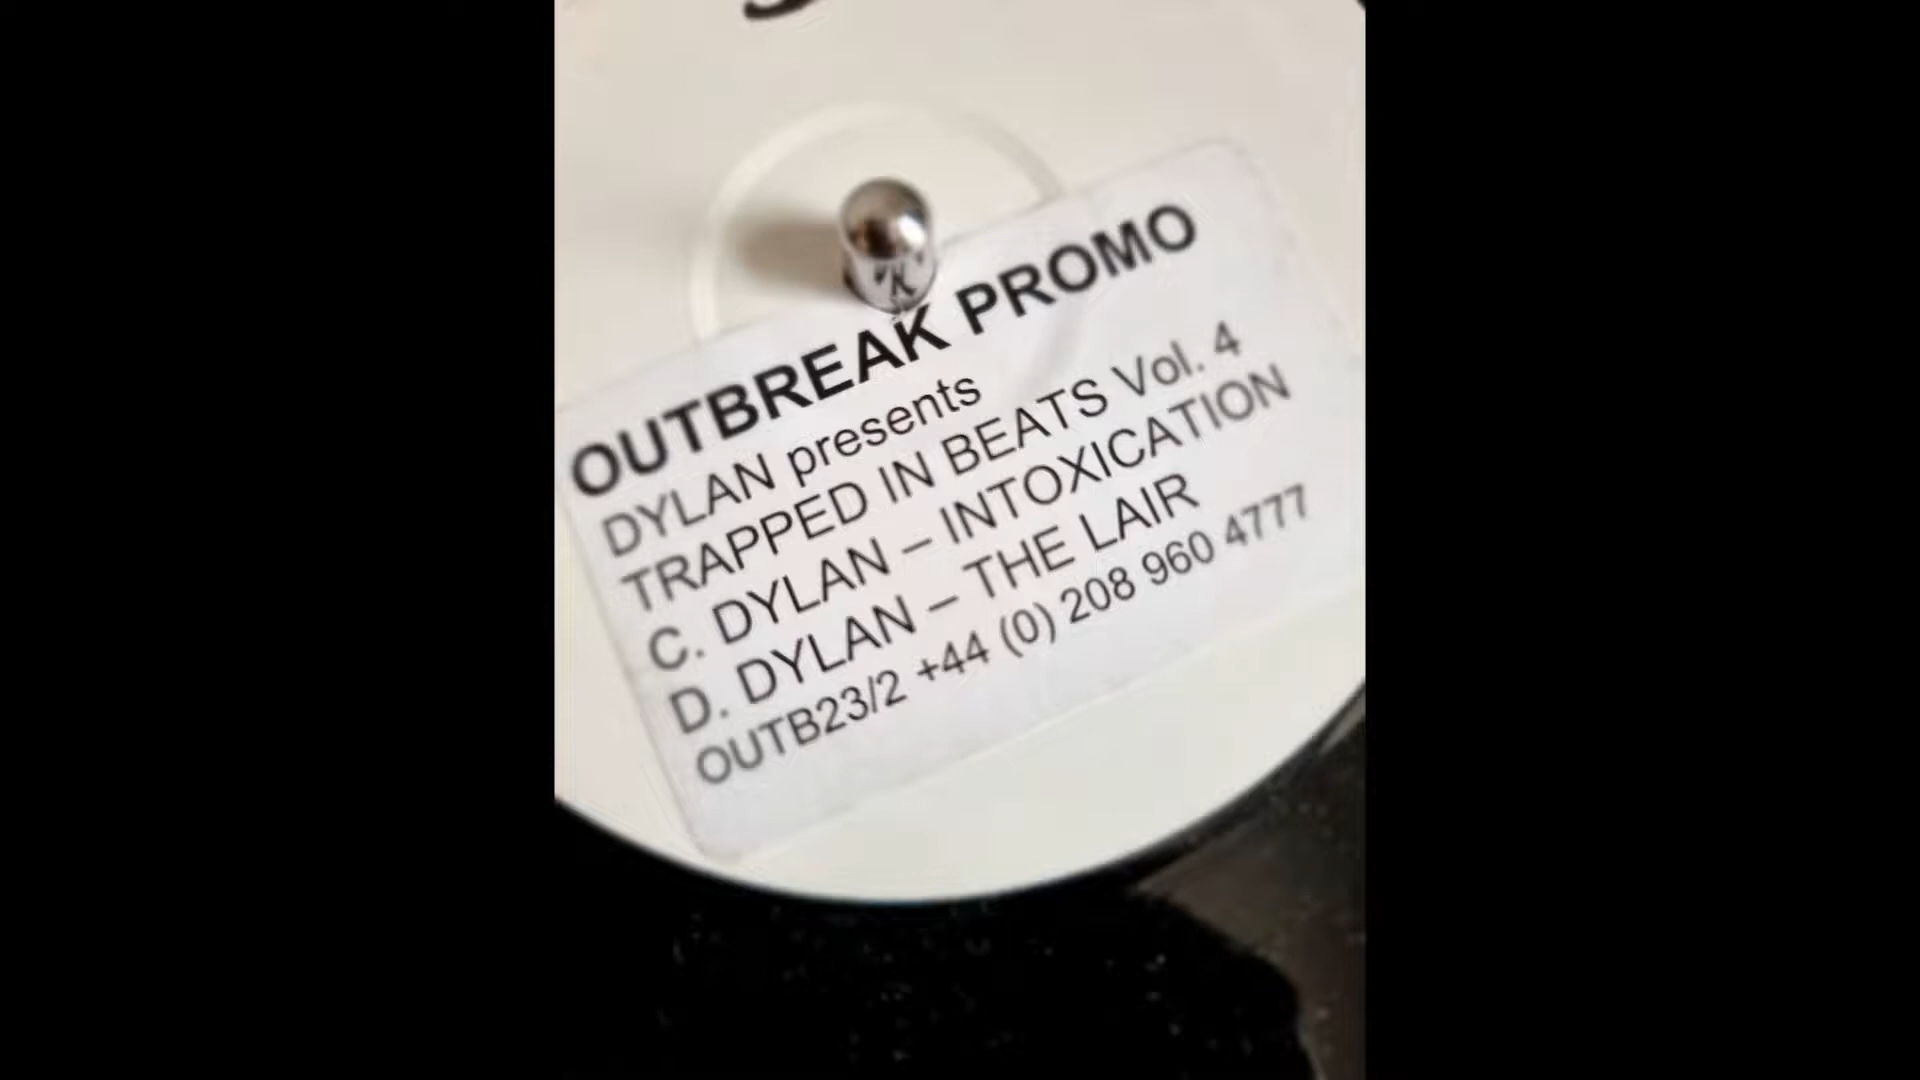 OUTBREAK PROMO
DYLAN presents
TRAPPED IN BEATS Vol. 4
C. DYLAN – INTOXICATION
D. DYLAN – THE LAIR
OUTB23/2 +44 (0) 208 960 4777